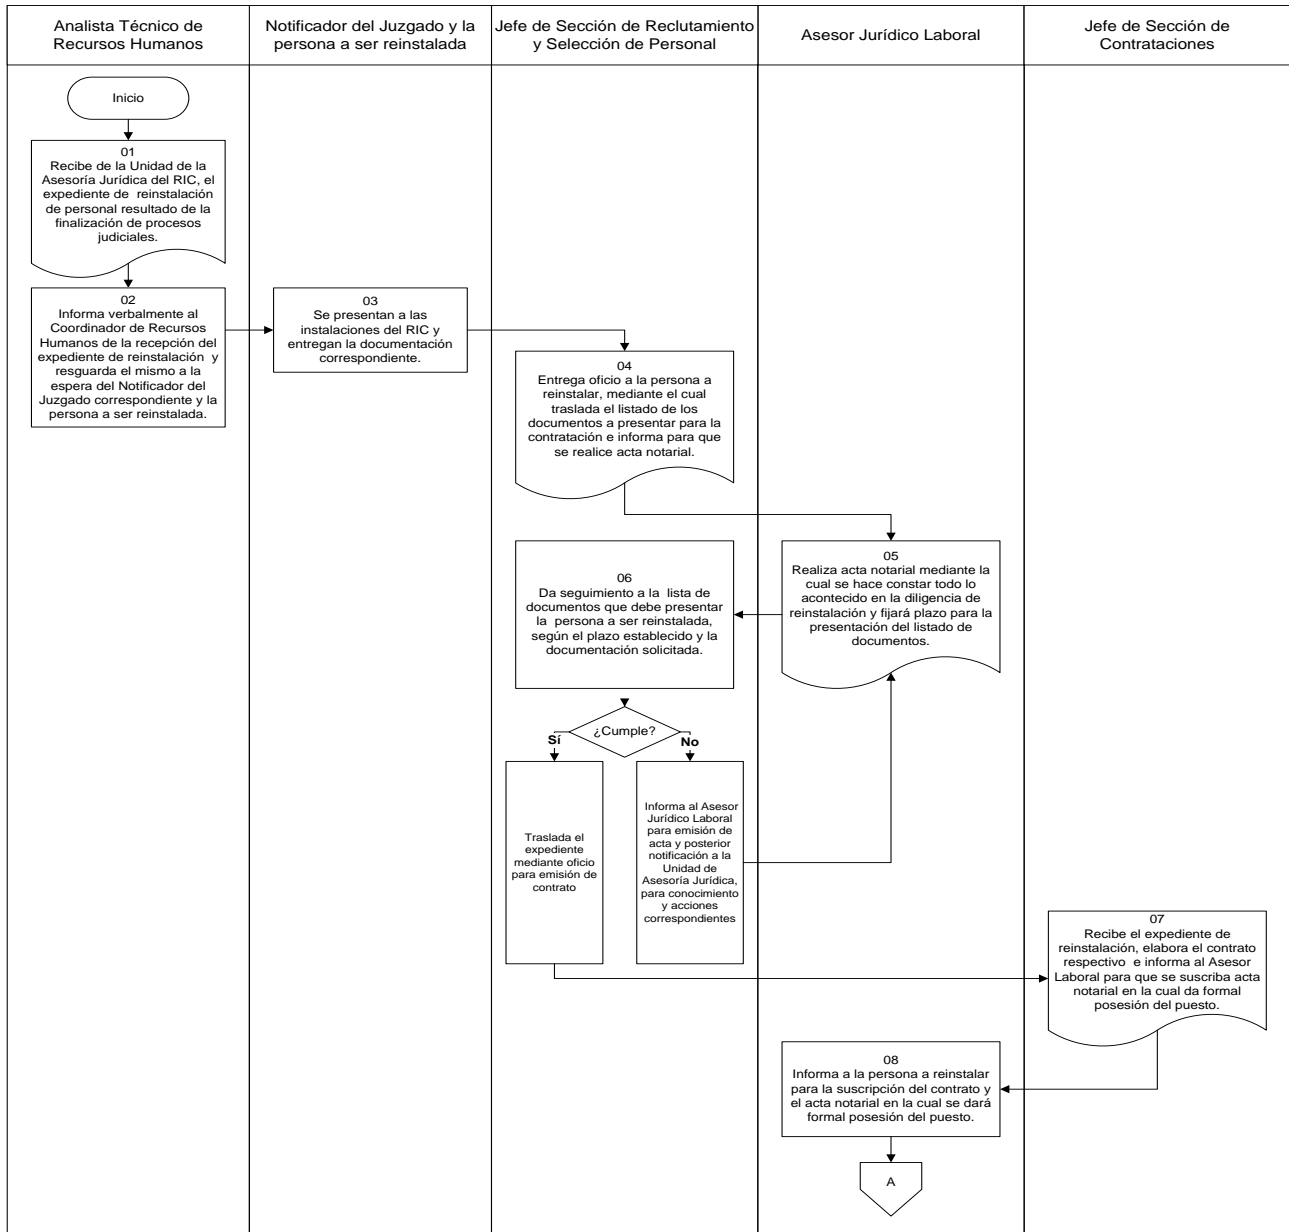 Analista Técnico de
Recursos Humanos
Notificador del Juzgado y la
persona a ser reinstalada
Jefe de Sección de Reclutamiento
y Selección de Personal
Asesor Jurídico Laboral
Jefe de Sección de
Contrataciones
Inicio
01
Recibe de la Unidad de la
Asesoría Jurídica del RIC, el
expediente de reinstalación
de personal resultado de la
finalización de procesos
judiciales.
02
Informa verbalmente al
Coordinador de Recursos
Humanos de la recepción del
expediente de reinstalación y
resguarda el mismo a la
espera del Notificador del
Juzgado correspondiente y la
persona a ser reinstalada.
03
Se presentan a las
instalaciones del RIC y
entregan la documentación
correspondiente.
04
Entrega oficio a la persona a
reinstalar, mediante el cual
traslada el listado de los
documentos a presentar para la
contratación e informa para que
se realice acta notarial.
05
Realiza acta notarial mediante la
cual se hace constar todo lo
acontecido en la diligencia de
reinstalación y fijará plazo para la
presentación del listado de
documentos.
06
Da seguimiento a la lista de
documentos que debe presentar
la persona a ser reinstalada,
según el plazo establecido y la
documentación solicitada.
¿Cumple?
Sí
No
Traslada el
expediente
mediante oficio
para emisión de
contrato
Informa al Asesor
Jurídico Laboral
para emisión de
acta y posterior
notificación a la
Unidad de
Asesoría Jurídica,
para conocimiento
y acciones
correspondientes
07
Recibe el expediente de
reinstalación, elabora el contrato
respectivo e informa al Asesor
Laboral para que se suscriba acta
notarial en la cual da formal
posesión del puesto.
08
Informa a la persona a reinstalar
para la suscripción del contrato y
el acta notarial en la cual se dará
formal posesión del puesto.
A